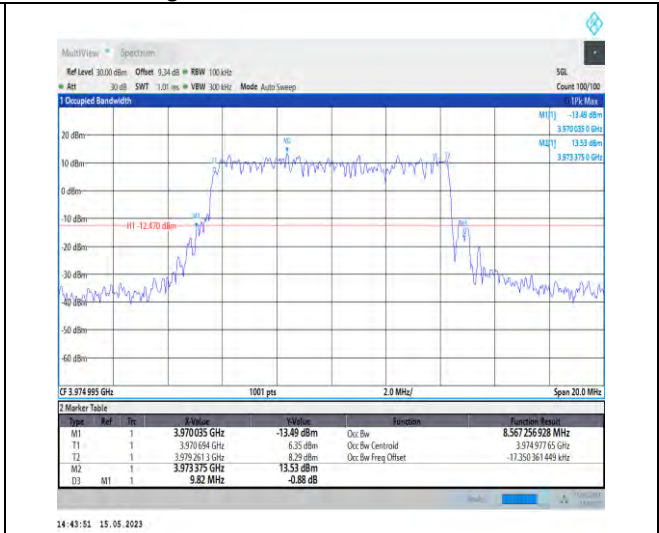 MultiView Spectrum
Ref Level 30.00 dBm Offset 9.34 dB RBW 100 kHz SGL
Att 30 dB SWT 1.01 ms VBW 300 kHz Mode Auto Sweep Count 100/100
1 Occupied Bandwidth 1Pk Max
M1[1] -13.49 dBm
3.970 035 0 GHz
M2[1] 13.53 dBm
3.973 375 0 GHz
20 dBm
M2
T1
10 dBm
0 dBm
-10 dBm
M1
H1 -12.470 dBm
-20 dBm
-30 dBm
-40 dBm
-50 dBm
-60 dBm
CF 3.974 995 GHz 1001 pts 2.0 MHz/ Span 20.0 MHz
2 Marker Table
Type Ref Trc X-Value Y-Value Function Function Result
M1 1 3.970 035 GHz -13.49 dBm Occ Bw 8.567 256 928 MHz
T1 1 3.970 694 GHz 6.35 dBm Occ Bw Centroid 3.974 977 65 GHz
T2 1 3.979 261 3 GHz 8.29 dBm Occ Bw Freq Offset -17.350 361 449 kHz
M2 1 3.973 375 GHz 13.53 dBm
D3 M1 1 9.82 MHz -0.88 dB
14:43:51 15.05.2023